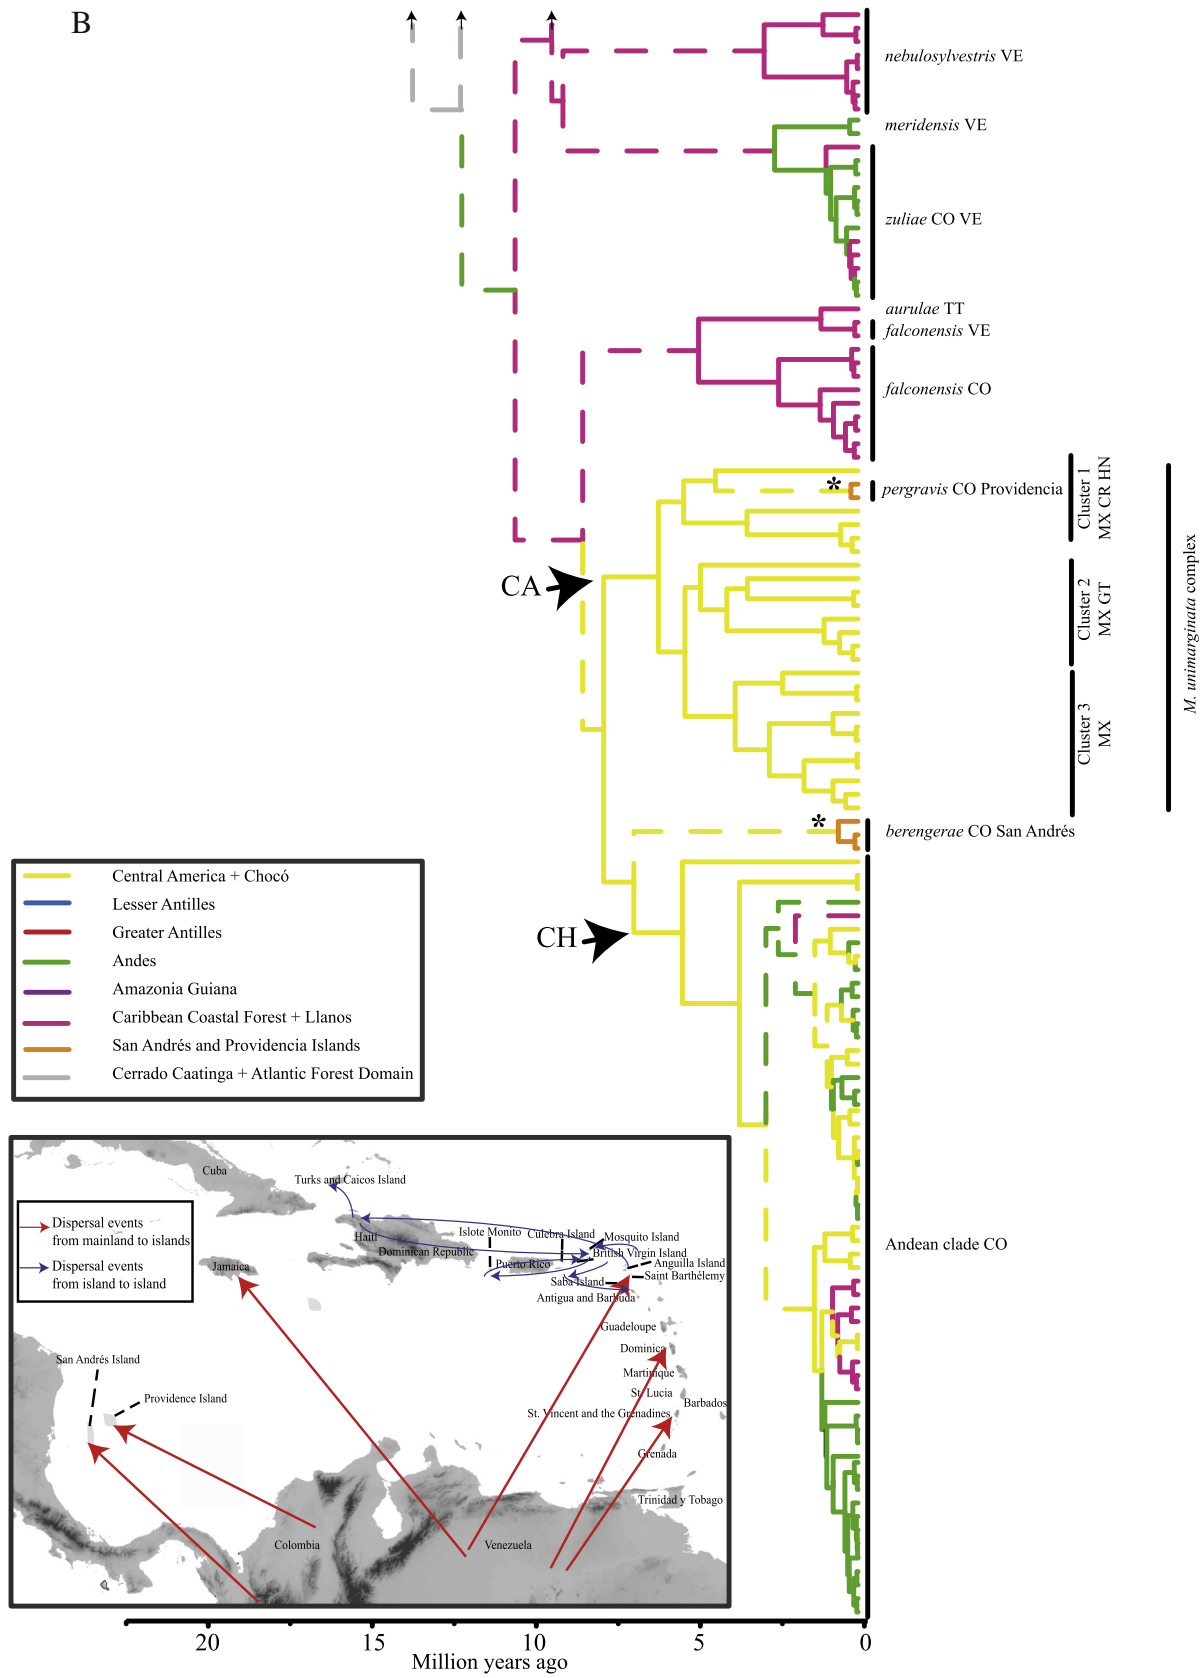 B
nebulosylvestris VE
meridensis VE
zuliae CO VE
aurulae TT
falconensis VE
falconensis CO
*
pergravis CO Providencia
Cluster 1
MX CR HN
CA
Cluster 2
MX GT
Cluster 3
MX
M. unimarginata complex
*
berengerae CO San Andrés
CH
Andean clade CO
Central America + Chocó
Lesser Antilles
Greater Antilles
Andes
Amazonia Guiana
Caribbean Coastal Forest + Llanos
San Andrés and Providencia Islands
Cerrado Caatinga + Atlantic Forest Domain
Dispersal events
from mainland to islands
Dispersal events
from island to island
Cuba
Turks and Caicos Island
Haití
Dominican Republic
Islote Monito
Culebra Island
Mosquito Island
British Virgin Island
Puerto Rico
Anguilla Island
Saint Barthélemy
Saba Island
Antigua and Barbuda
Jamaica
Guadeloupe
Dominica
Martinique
St. Lucia
Barbados
St. Vincent and the Grenadines
Grenada
Trinidad y Tobago
San Andrés Island
Providence Island
Colombia
Venezuela
20 15 10 5 0
Million years ago